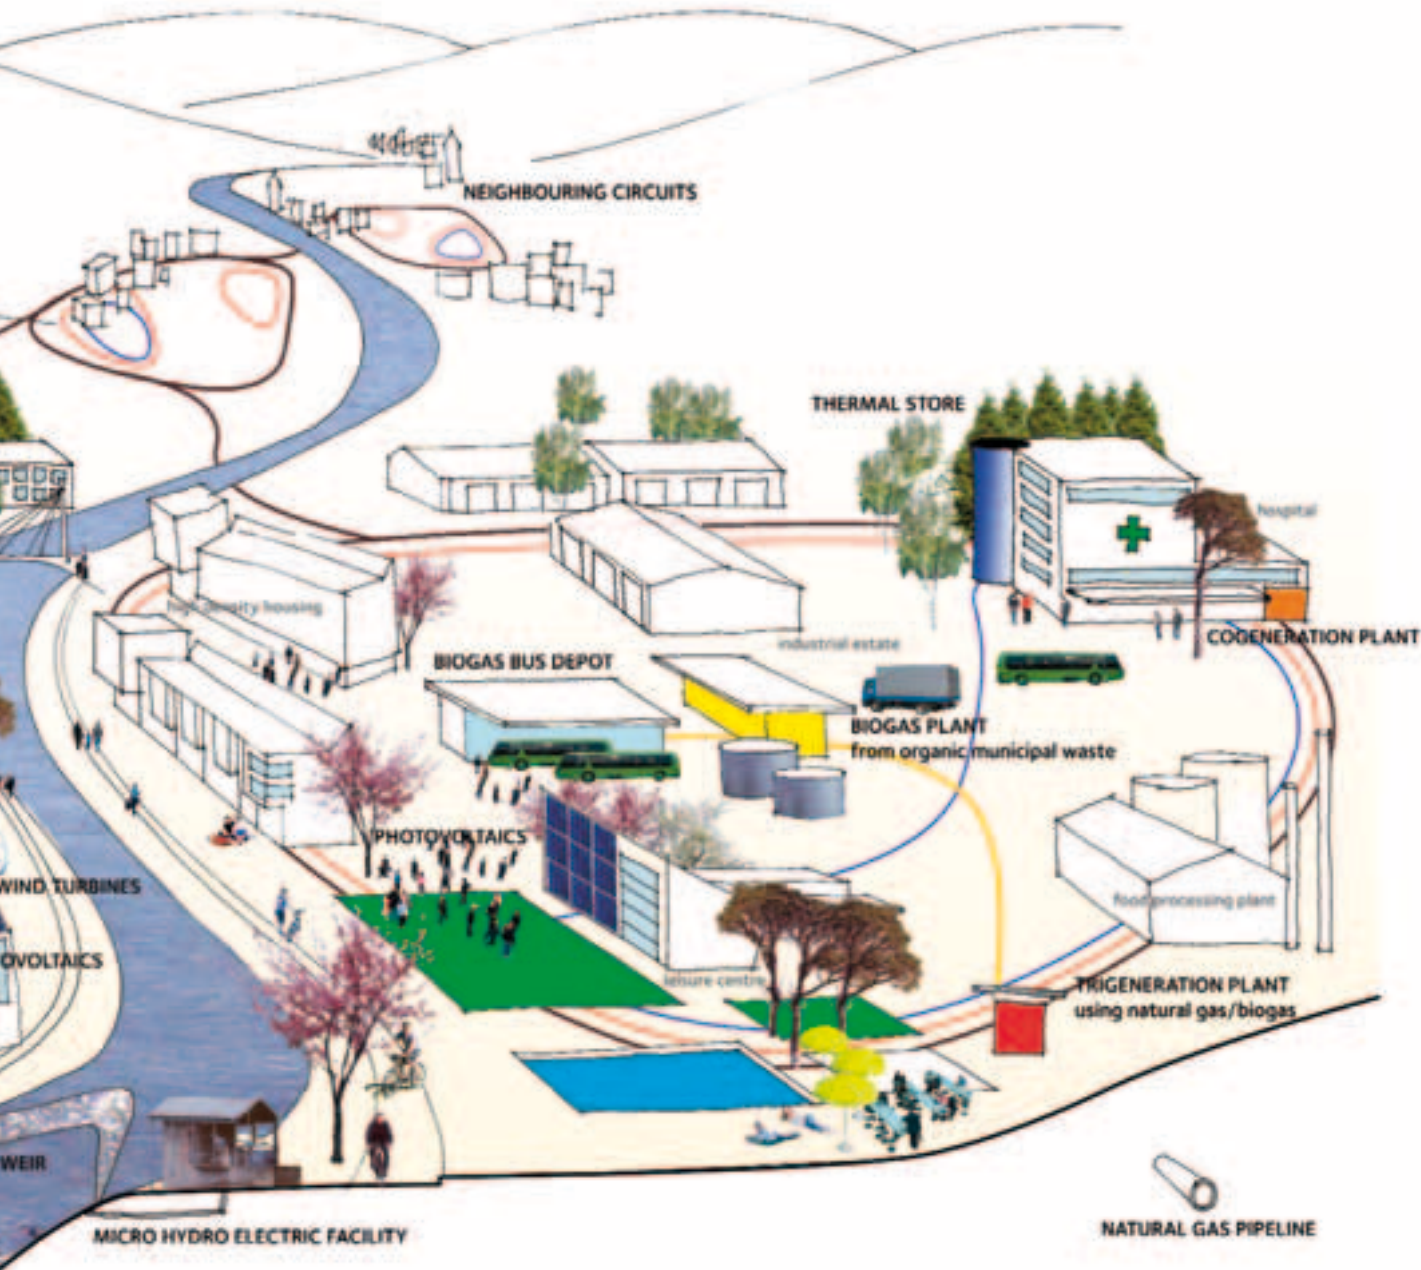 NEIGHBOURING CIRCUITS
THERMAL STORE
hospital
high density housing
COGENERATION PLANT
industrial estate
BIOGAS BUS DEPOT
BIOGAS PLANT
from organic municipal waste
PHOTOVOLTAICS
WIND TURBINES
food processing plant
OVOLTAICS
leisure centre
TRIGENERATION PLANT
using natural gas/biogas
WEIR
NATURAL GAS PIPELINE
MICRO HYDRO ELECTRIC FACILITY